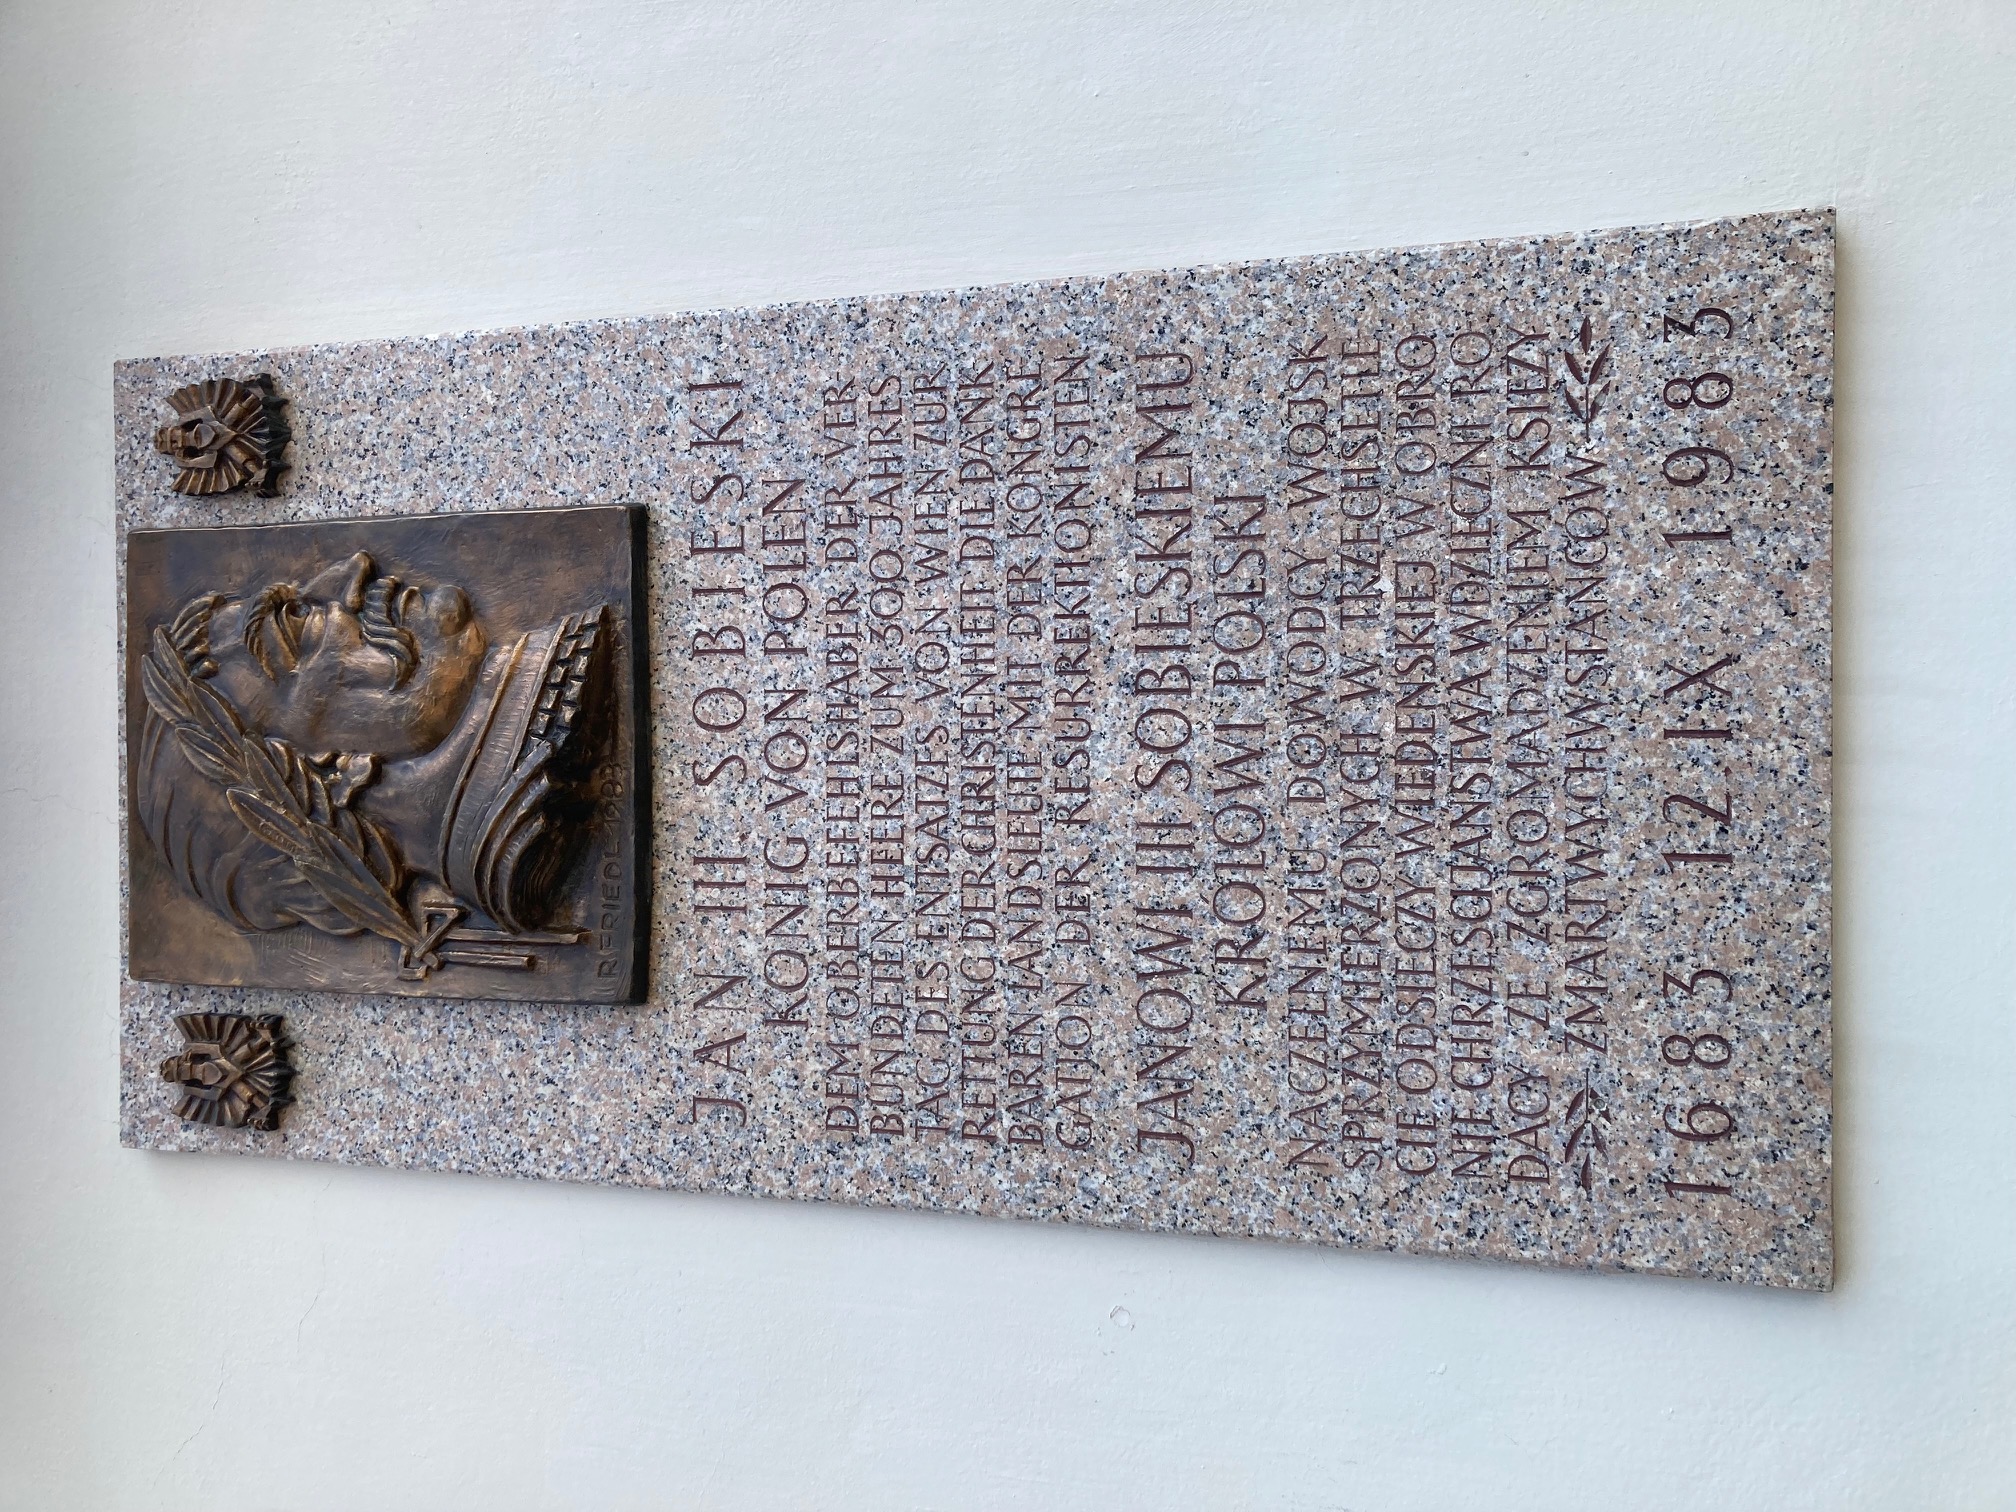 R FRIEDL 1983
JAN III SOBIESKI
KÖNIG VON POLEN
DEM OBERBEFEHLSHABER DER VER-
BÜNDETEN HEERE ZUM 300 JAHRES
TAG DES ENTSATZES VON WIEN ZUR
RETTUNG DER CHRISTENHEIT DIE DANK
BAREN LANDSLEUTE MIT DER KONGRE
GATION DER RESURREKTIONISTEN
JANOWI III SOBIESKIEMU
KRÓLOWI POLSKI
NACZELNEMU DOWÓDCY WOJSK
SPRZYMIERZONYCH W TRZECHSETLE
CIE ODSIECZY WIEDEŃSKIEJ W OBRO
NIE CHRZEŚCIJAŃSTWA WDZIĘCZNI RO
DACY ZE ZGROMADZENIEM KSIĘŻY
ZMARTWYCHWSTAŃCÓW
1683 12 IX 1983